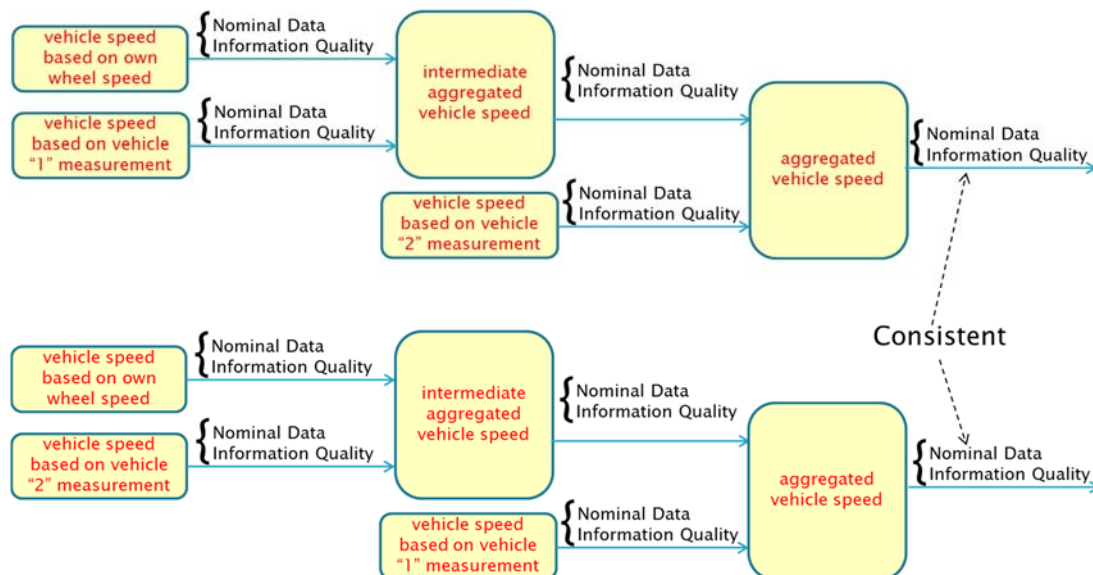 vehicle speed
based on own
wheel speed
{ Nominal Data
Information Quality
vehicle speed
based on vehicle
“1” measurement
{ Nominal Data
Information Quality
intermediate
aggregated
vehicle speed
{ Nominal Data
Information Quality
vehicle speed
based on vehicle
“2” measurement
{ Nominal Data
Information Quality
aggregated
vehicle speed
{ Nominal Data
Information Quality
Consistent
vehicle speed
based on own
wheel speed
{ Nominal Data
Information Quality
vehicle speed
based on vehicle
“2” measurement
{ Nominal Data
Information Quality
intermediate
aggregated
vehicle speed
{ Nominal Data
Information Quality
vehicle speed
based on vehicle
“1” measurement
{ Nominal Data
Information Quality
aggregated
vehicle speed
{ Nominal Data
Information Quality